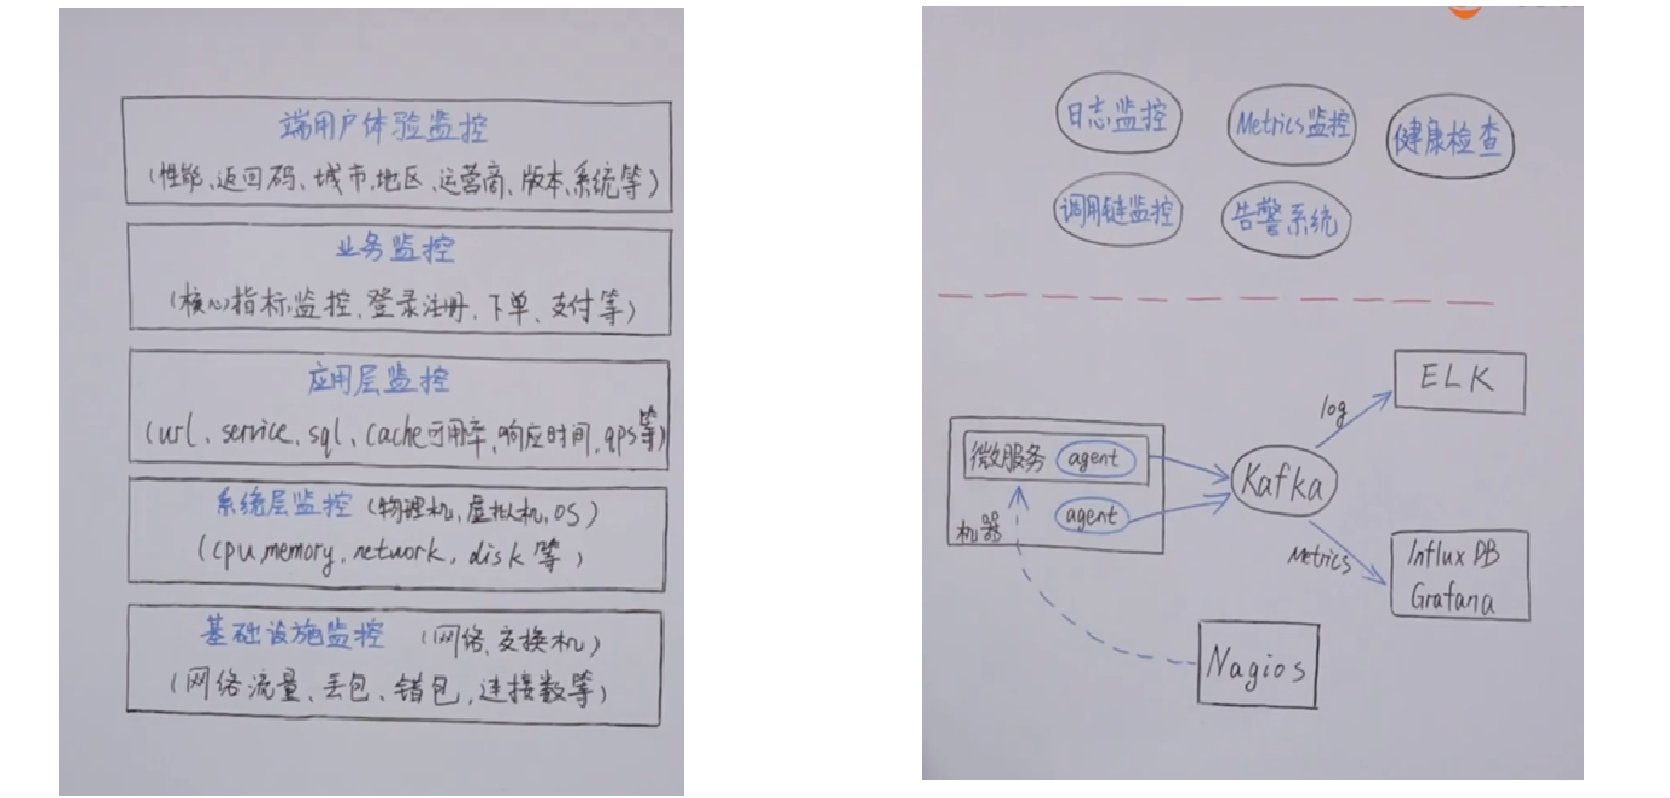 端用户体验监控
(性能、返回码、城市、地区、运营商、版本、系统等)
业务监控
(核心指标监控、登录注册、下单、支付等)
应用层监控
(url、service、sql、cache可用率、响应时间、qps等)
系统层监控 (物理机、虚拟机、OS)
(cpu、memory、network、disk等)
基础设施监控 (网络、交换机)
(网络流量、丢包、错包、连接数等)
日志监控
Metrics监控
健康检查
调用链监控
告警系统
ELK
log
微服务 agent
Kafka
agent
机器
Metrics
Influx DB
Grafana
Nagios